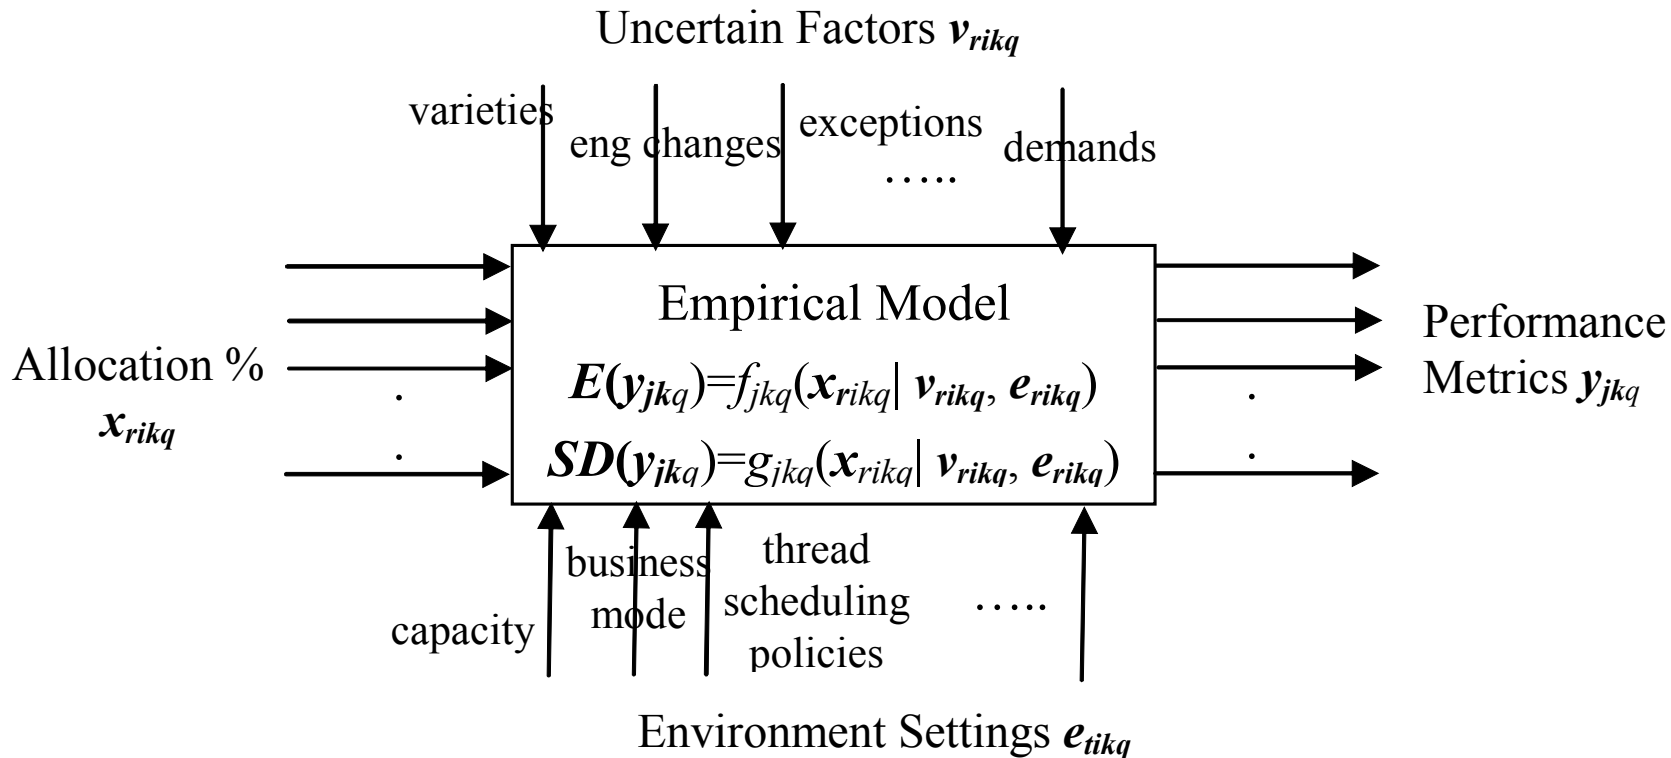 Uncertain Factors v_rikq
varieties
eng changes
exceptions
…..
demands
Allocation %
x_rikq
Empirical Model
E(y_jkq)=f_jkq(x_rikq| v_rikq, e_rikq)
SD(y_jkq)=g_jkq(x_rikq| v_rikq, e_rikq)
Performance
Metrics y_jkq
capacity
business
mode
thread
scheduling
policies
…..
Environment Settings e_tikq